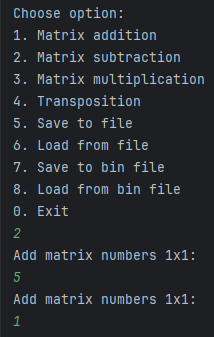 Choose option:
1. Matrix addition
2. Matrix subtraction
3. Matrix multiplication
4. Transposition
5. Save to file
6. Load from file
7. Save to bin file
8. Load from bin file
0. Exit
2
Add matrix numbers 1x1:
5
Add matrix numbers 1x1:
1